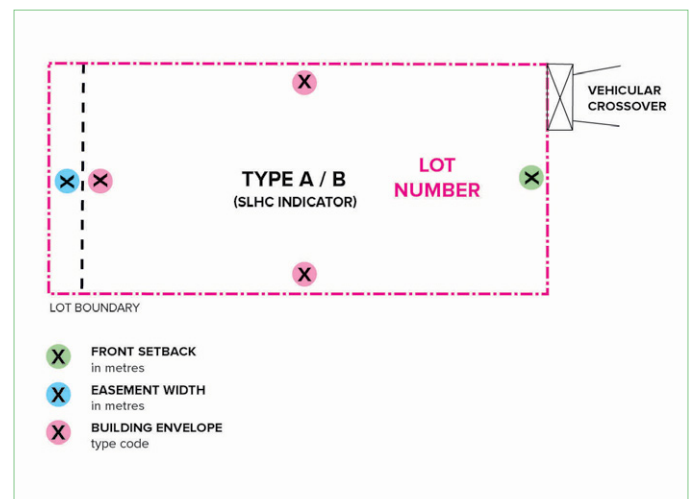 X
VEHICULAR
CROSSOVER
X X
TYPE A / B
(SLHC INDICATOR)
LOT
NUMBER
X
X
LOT BOUNDARY
X FRONT SETBACK
in metres
X EASEMENT WIDTH
in metres
X BUILDING ENVELOPE
type code